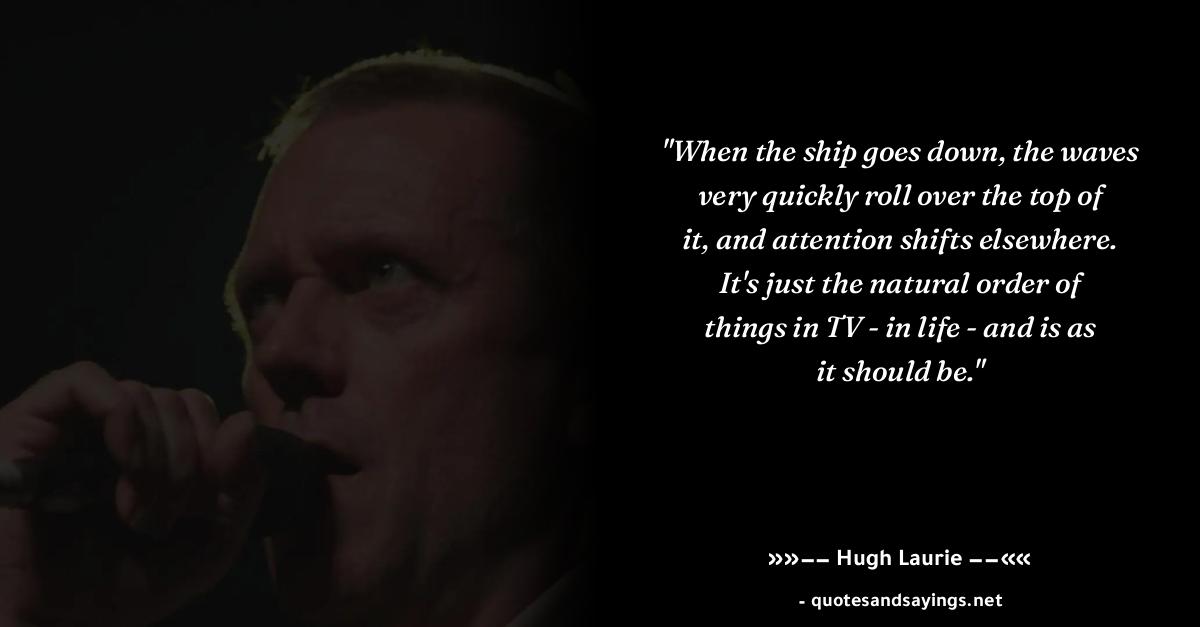 "When the ship goes down, the waves
very quickly roll over the top of
it, and attention shifts elsewhere.
It's just the natural order of
things in TV - in life - and is as
it should be."
»»–– Hugh Laurie ––««
- quotesandsayings.net